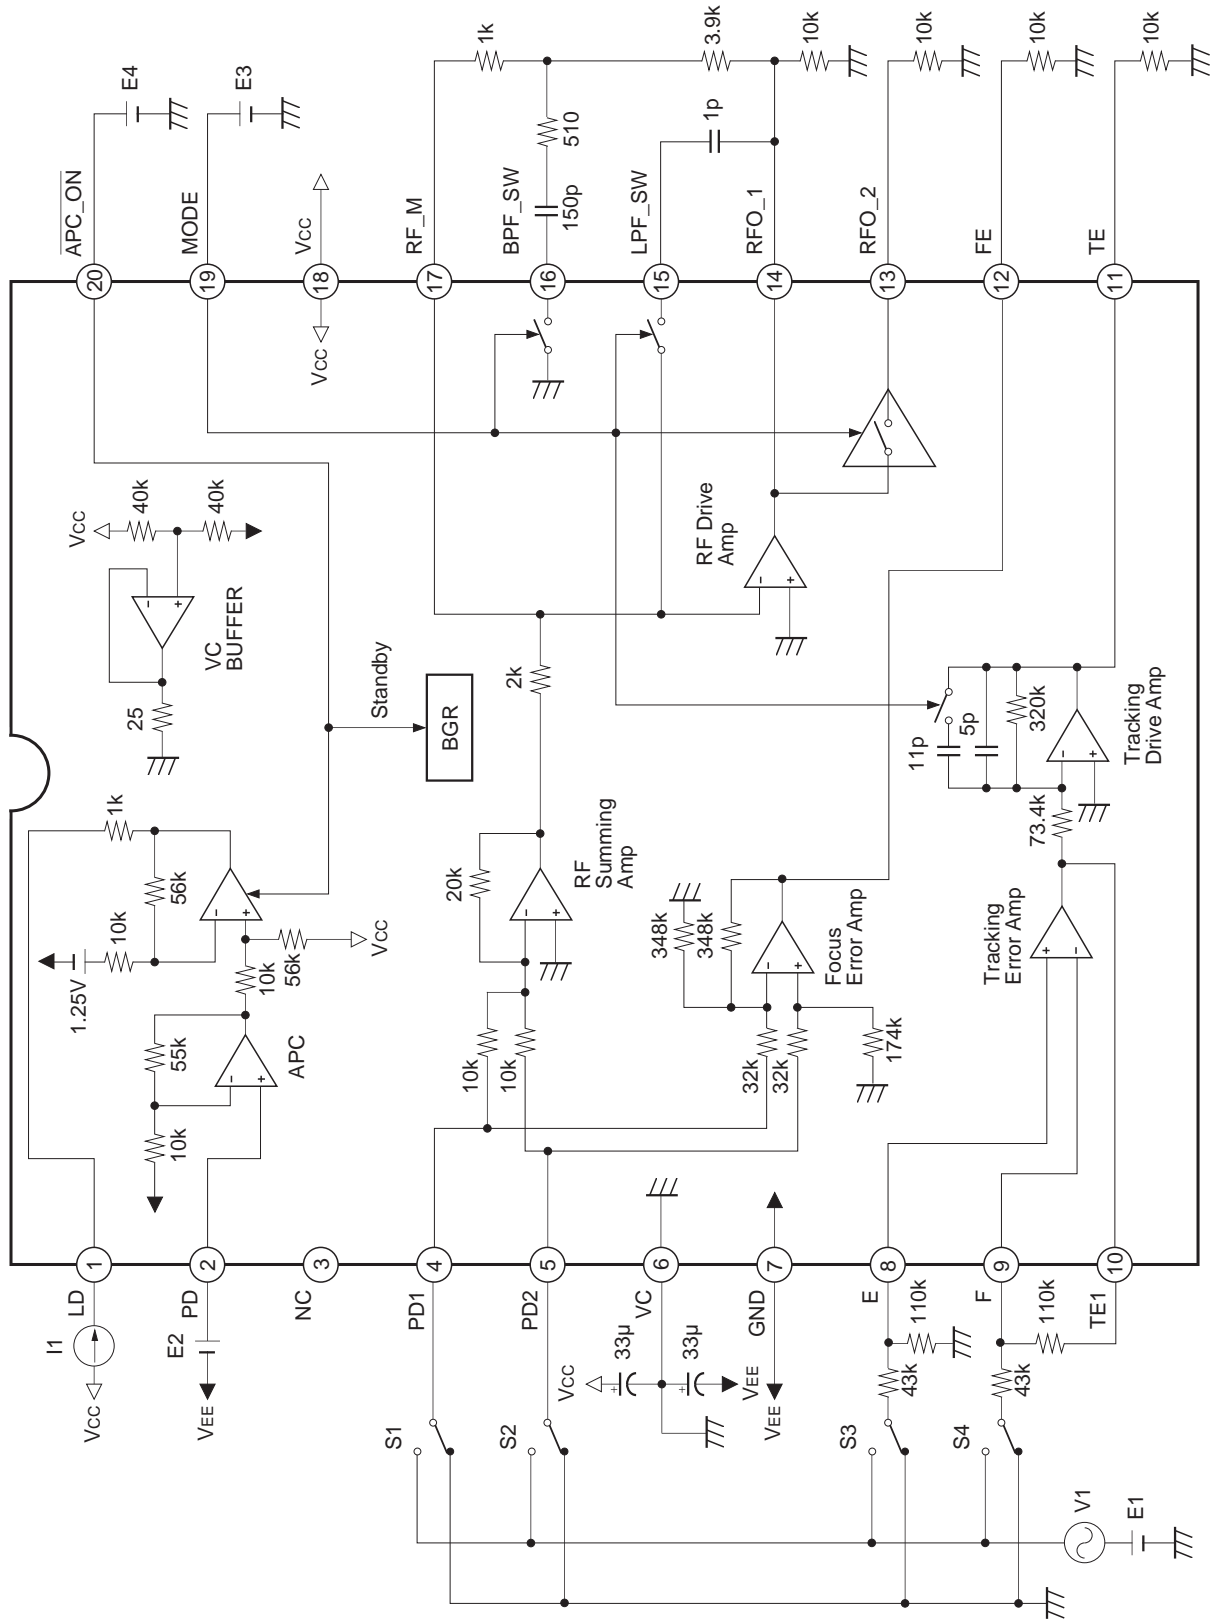 E4
E3
APC_ON
MODE
VCC
RF_M
1k
BPF_SW
150p
510
3.9k
LPF_SW
1p
RFO_1
10k
RFO_2
10k
FE
10k
TE
10k
20
19
18
17
16
15
14
13
12
11
VCC
VCC
40k
40k
VC
BUFFER
25
Standby
BGR
2k
RF Drive
Amp
1k
56k
10k
1.25V
10k
56k
VCC
55k
10k
APC
20k
RF
Summing
Amp
10k
10k
348k
348k
32k
32k
174k
Focus
Error Amp
11p
5p
320k
73.4k
Tracking
Drive Amp
Tracking
Error Amp
1
2
3
4
5
6
7
8
9
10
LD
PD
NC
PD1
PD2
VC
GND
E
F
TE1
I1
VCC
E2
VEE
33µ
33µ
VCC
VEE
VEE
110k
43k
110k
43k
S1
S2
S3
S4
V1
E1